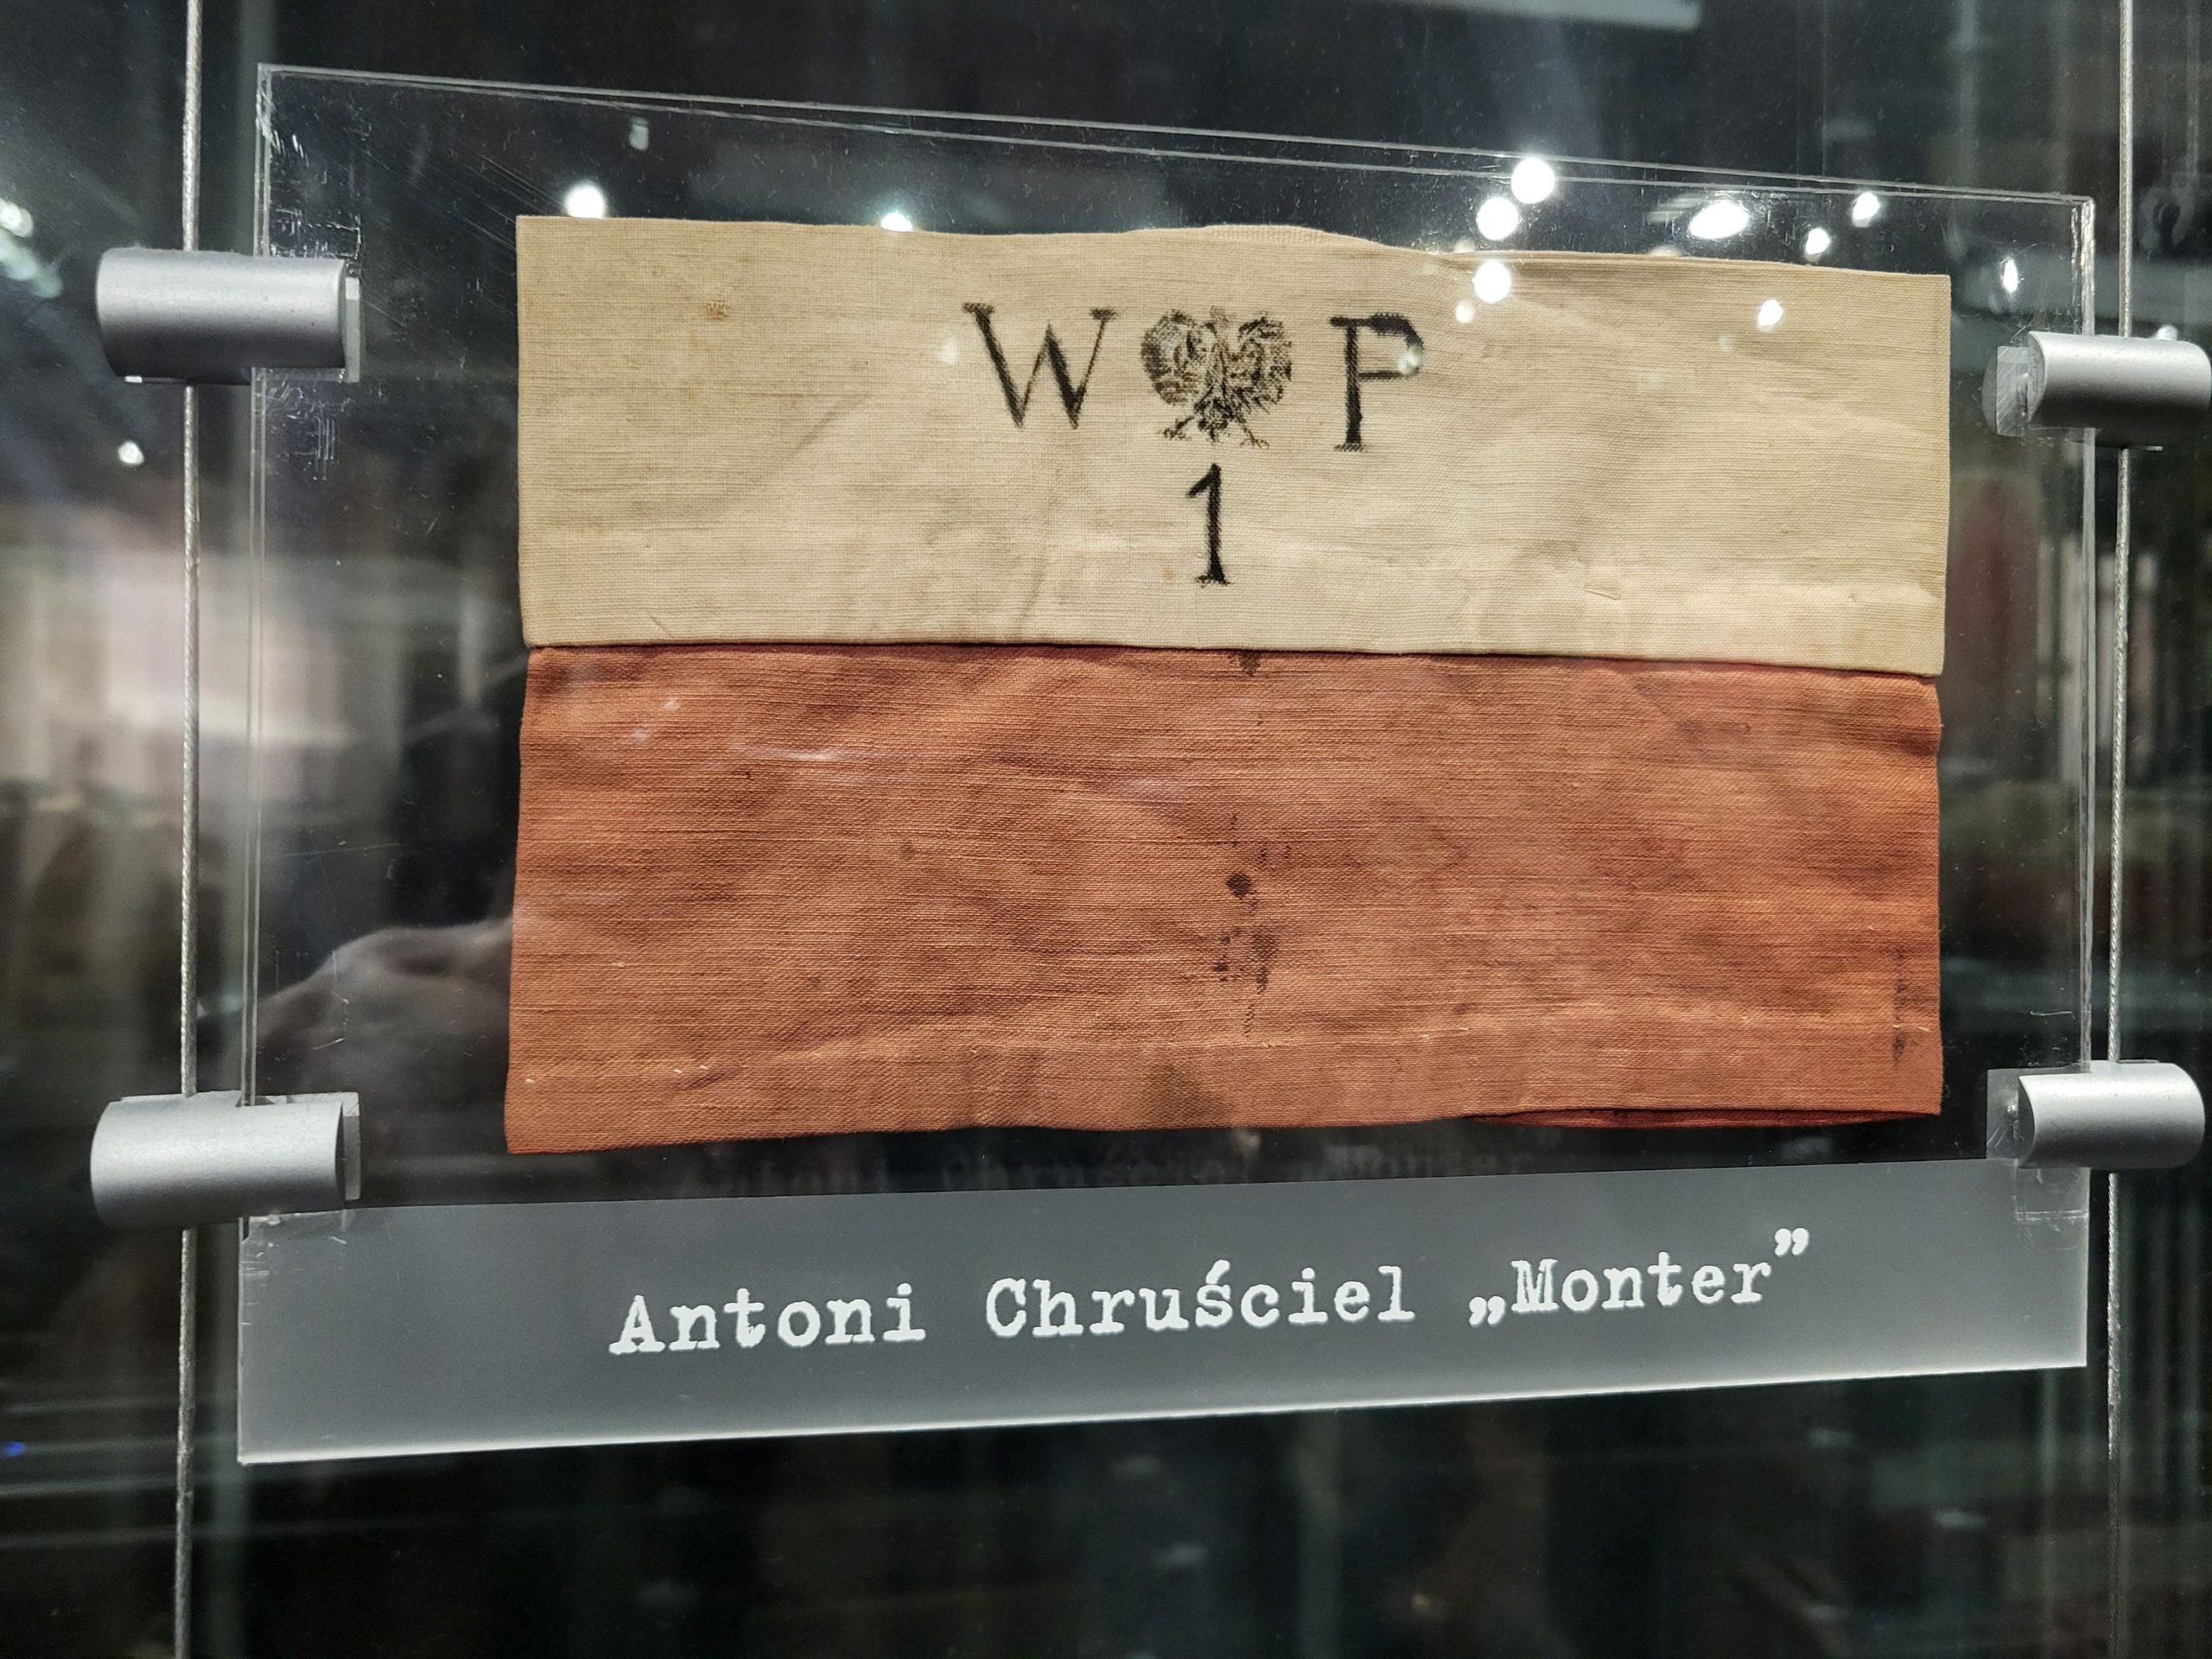 W P
1
Antoni Chruściel „Monter”